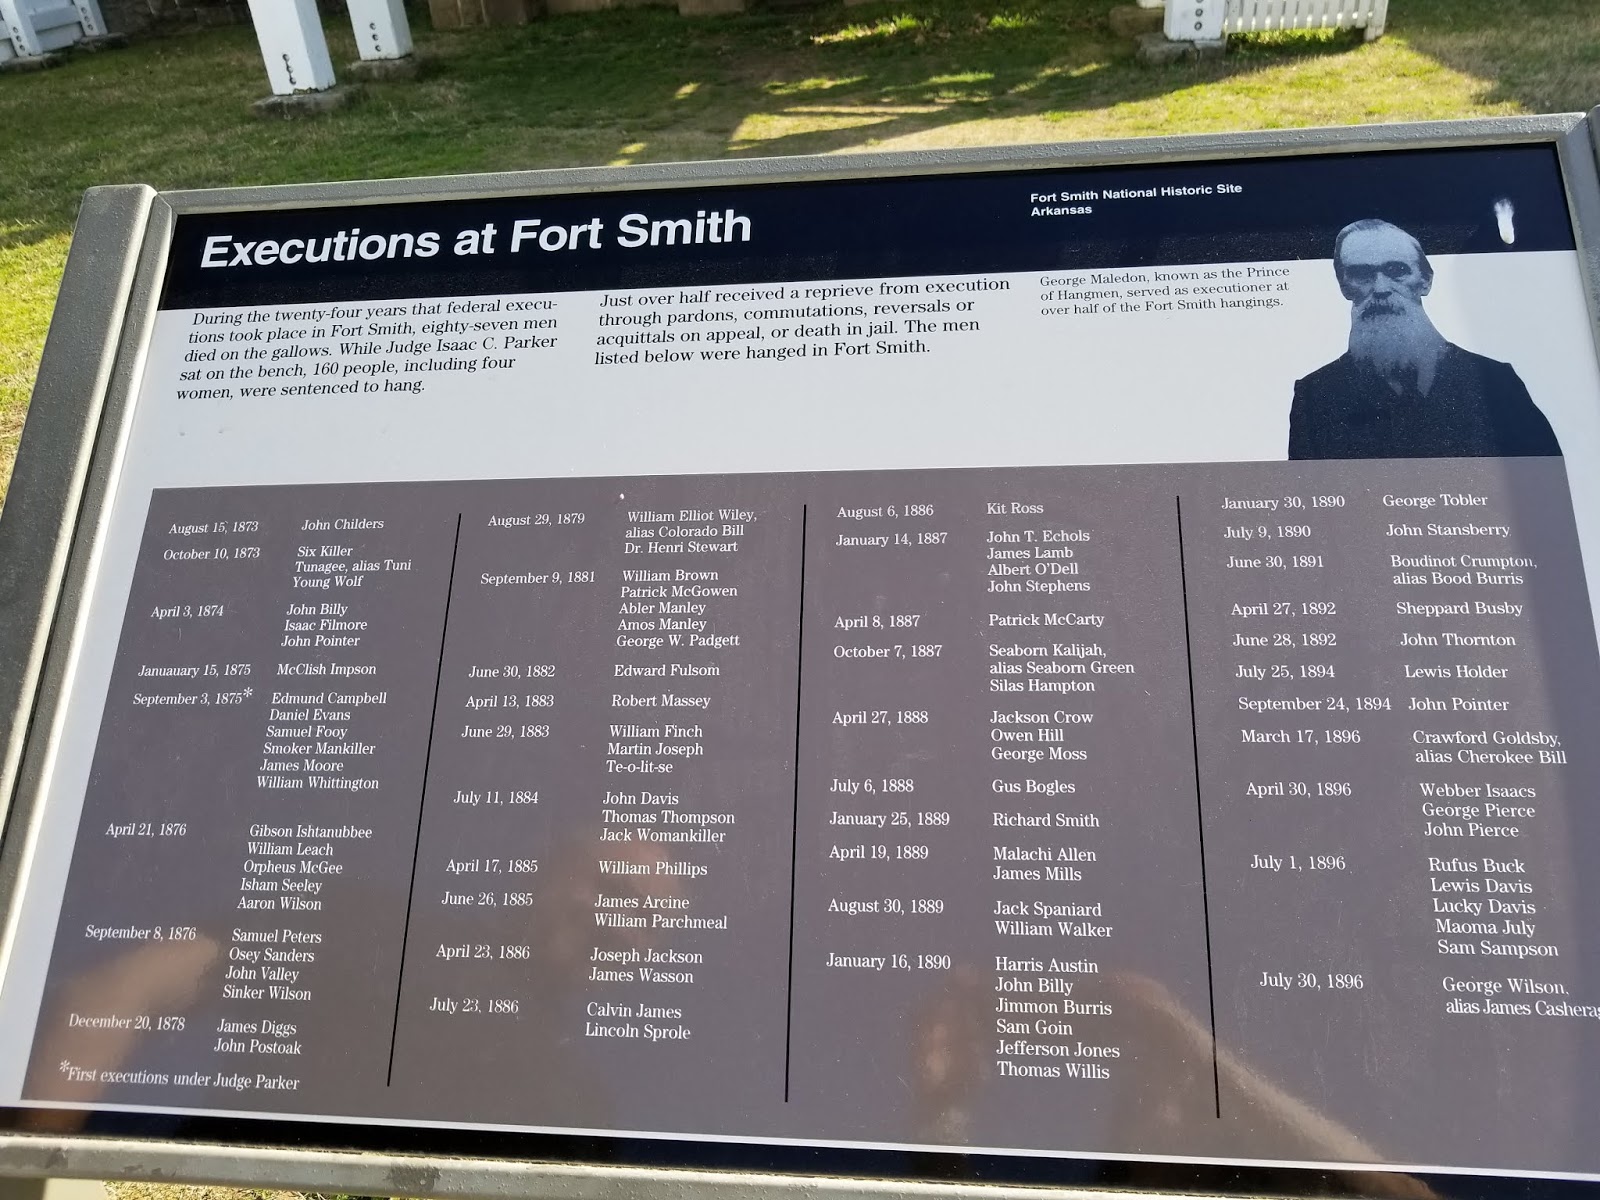 Executions at Fort Smith
Fort Smith National Historic Site
Arkansas
During the twenty-four years that federal execu-
tions took place in Fort Smith, eighty-seven men
died on the gallows. While Judge Isaac C. Parker
sat on the bench, 160 people, including four
women, were sentenced to hang.
Just over half received a reprieve from execution
through pardons, commutations, reversals or
acquittals on appeal, or death in jail. The men
listed below were hanged in Fort Smith.
George Maledon, known as the Prince
of Hangmen, served as executioner at
over half of the Fort Smith hangings.
August 15, 1873 John Childers
October 10, 1873 Six Killer
Tunagee, alias Tuni
Young Wolf
April 3, 1874 John Billy
Isaac Filmore
John Pointer
Januauary 15, 1875 McClish Impson
September 3, 1875* Edmund Campbell
Daniel Evans
Samuel Fooy
Smoker Mankiller
James Moore
William Whittington
April 21, 1876 Gibson Ishtanubbee
William Leach
Orpheus McGee
Isham Seeley
Aaron Wilson
September 8, 1876 Samuel Peters
Osey Sanders
John Valley
Sinker Wilson
December 20, 1878 James Diggs
John Postoak
*First executions under Judge Parker
August 29, 1879 William Elliot Wiley,
alias Colorado Bill
Dr. Henri Stewart
September 9, 1881 William Brown
Patrick McGowen
Abler Manley
Amos Manley
George W. Padgett
June 30, 1882 Edward Fulsom
April 13, 1883 Robert Massey
June 29, 1883 William Finch
Martin Joseph
Te-o-lit-se
July 11, 1884 John Davis
Thomas Thompson
Jack Womankiller
April 17, 1885 William Phillips
June 26, 1885 James Arcine
William Parchmeal
April 23, 1886 Joseph Jackson
James Wasson
July 23, 1886 Calvin James
Lincoln Sprole
August 6, 1886 Kit Ross
January 14, 1887 John T. Echols
James Lamb
Albert O'Dell
John Stephens
April 8, 1887 Patrick McCarty
October 7, 1887 Seaborn Kalijah,
alias Seaborn Green
Silas Hampton
April 27, 1888 Jackson Crow
Owen Hill
George Moss
July 6, 1888 Gus Bogles
January 25, 1889 Richard Smith
April 19, 1889 Malachi Allen
James Mills
August 30, 1889 Jack Spaniard
William Walker
January 16, 1890 Harris Austin
John Billy
Jimmon Burris
Sam Goin
Jefferson Jones
Thomas Willis
January 30, 1890 George Tobler
July 9, 1890 John Stansberry
June 30, 1891 Boudinot Crumpton,
alias Bood Burris
April 27, 1892 Sheppard Busby
June 28, 1892 John Thornton
July 25, 1894 Lewis Holder
September 24, 1894 John Pointer
March 17, 1896 Crawford Goldsby,
alias Cherokee Bill
April 30, 1896 Webber Isaacs
George Pierce
John Pierce
July 1, 1896 Rufus Buck
Lewis Davis
Lucky Davis
Maoma July
Sam Sampson
July 30, 1896 George Wilson,
alias James